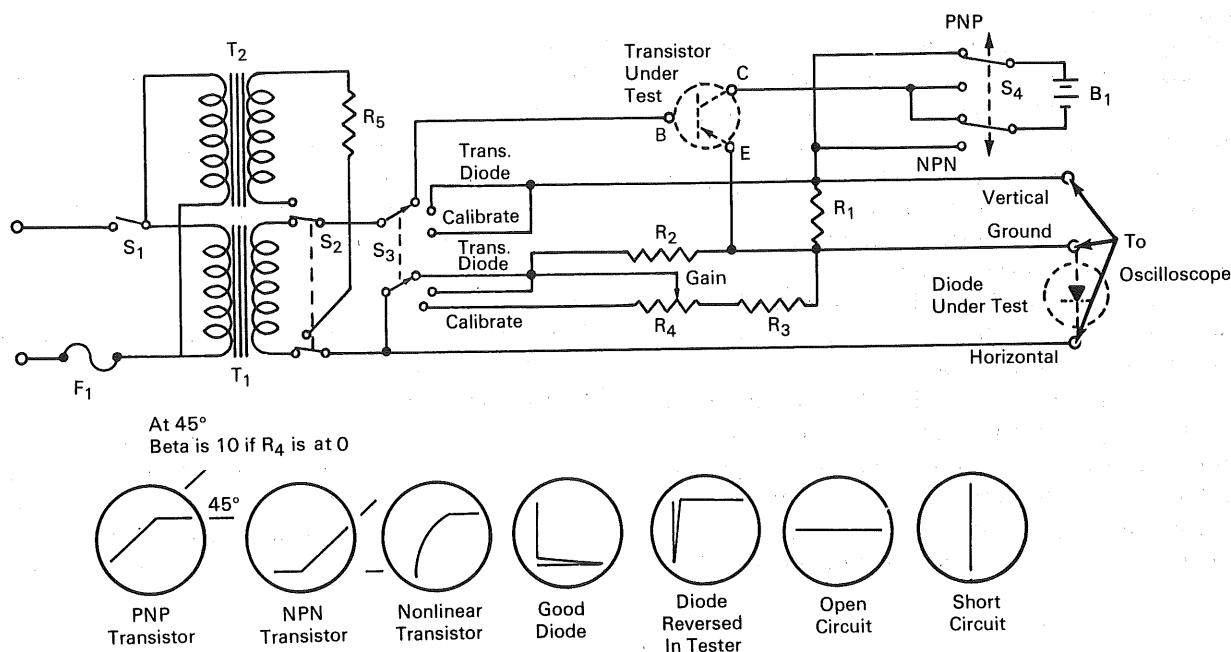 PNP
T2
Transistor
Under
Test
C
S4
B1
R5
B
E
Trans.
Diode
NPN
Calibrate
Vertical
S1
S2
S3
R1
R2
Ground
To
Oscilloscope
Trans.
Diode
Gain
Diode
Under Test
Calibrate
R4
R3
Horizontal
F1
T1
At 45°
Beta is 10 if R4 is at 0
45°
PNP
Transistor
NPN
Transistor
Nonlinear
Transistor
Good
Diode
Diode
Reversed
In Tester
Open
Circuit
Short
Circuit